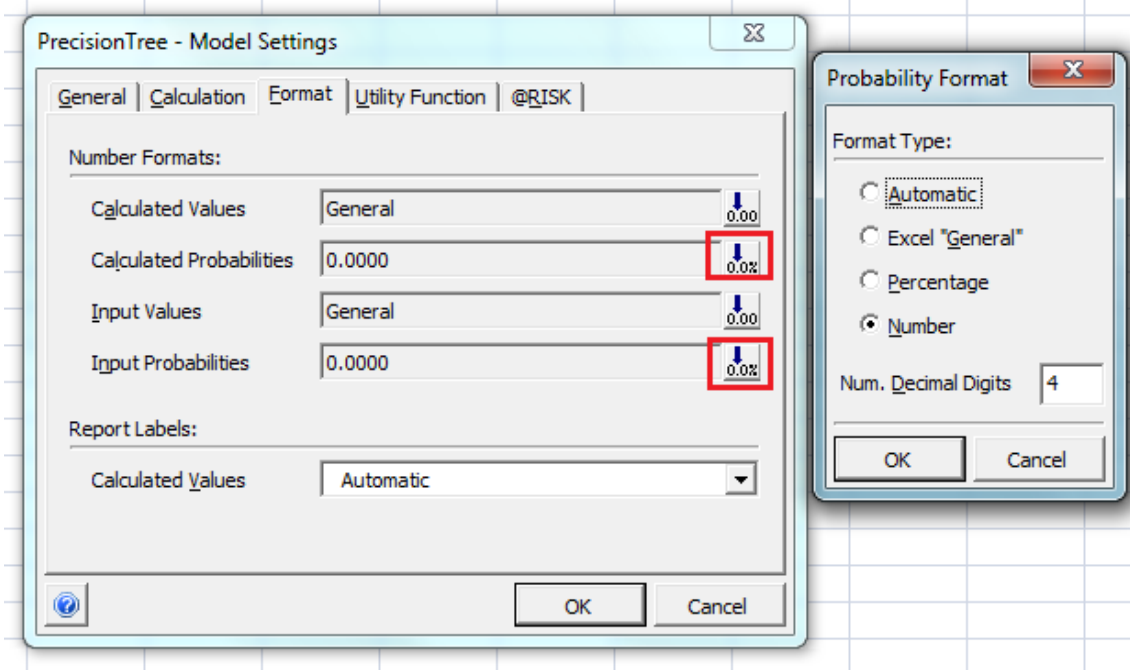 PrecisionTree - Model Settings
General Calculation Format Utility Function @RISK
Number Formats:
Calculated Values General 0.00
Calculated Probabilities 0.0000 0.0%
Input Values General 0.00
Input Probabilities 0.0000 0.0%
Report Labels:
Calculated Values Automatic
OK Cancel
Probability Format
Format Type:
Automatic
Excel "General"
Percentage
Number
Num. Decimal Digits 4
OK Cancel